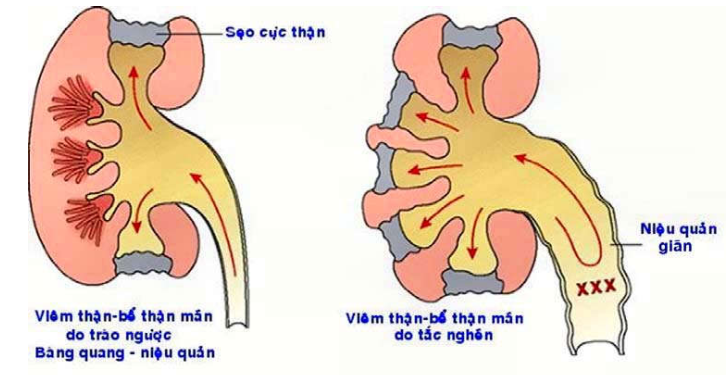 Sẹo cực thận
Niệu quản
giãn
XXX
Viêm thận-bể thận mãn
do trào ngược
Bàng quang - niệu quản
Viêm thận-bể thận mãn
do tắc nghẽn